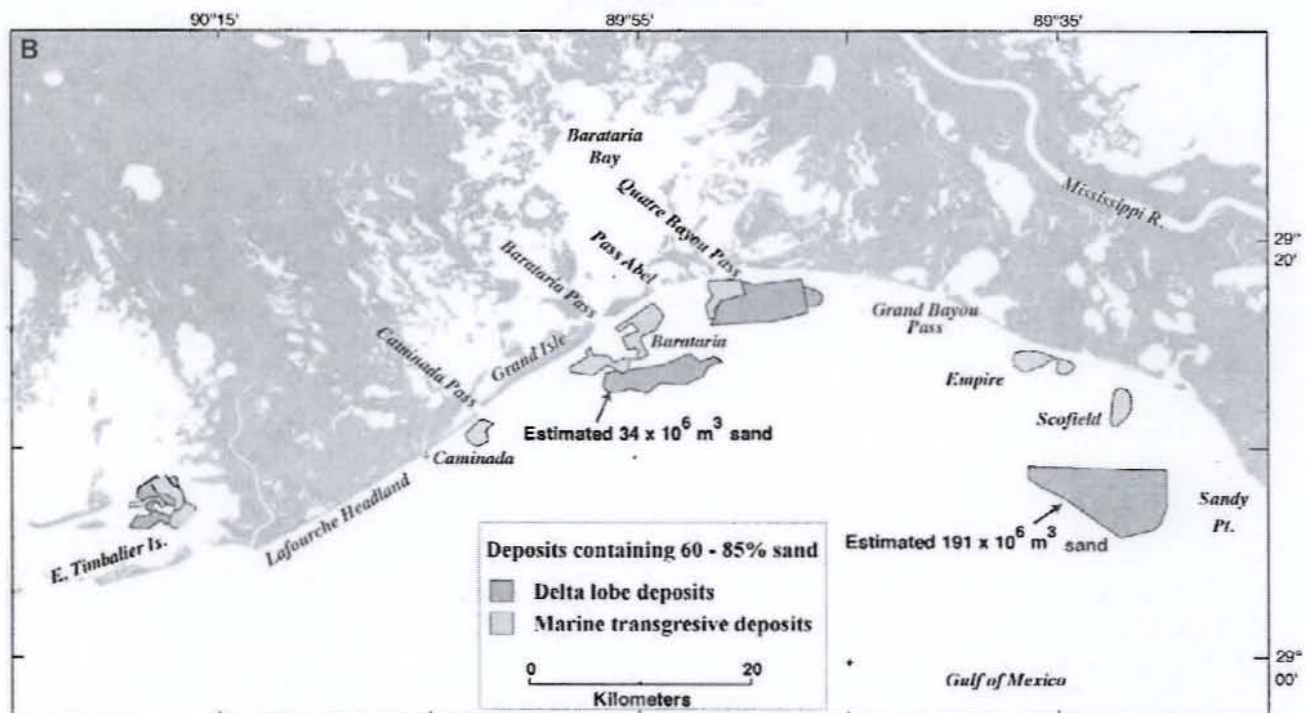 90°15'
89°55'
89°35'
B
Barataria
Bay
Quatre Bayou Pass
Mississippi R.
Pass Abel
29°
20'
Barataria Pass
Grand Bayou
Pass
Caminada Pass
Grand Isle
Barataria
Empire
Scofield
Estimated 34 x 10⁶ m³ sand
Caminada
Lafourche Headland
Sandy
Pt.
Estimated 191 x 10⁶ m³ sand
E. Timbalier Is.
Deposits containing 60 - 85% sand
Delta lobe deposits
Marine transgresive deposits
0 20
Kilometers
Gulf of Mexico
29°
00'